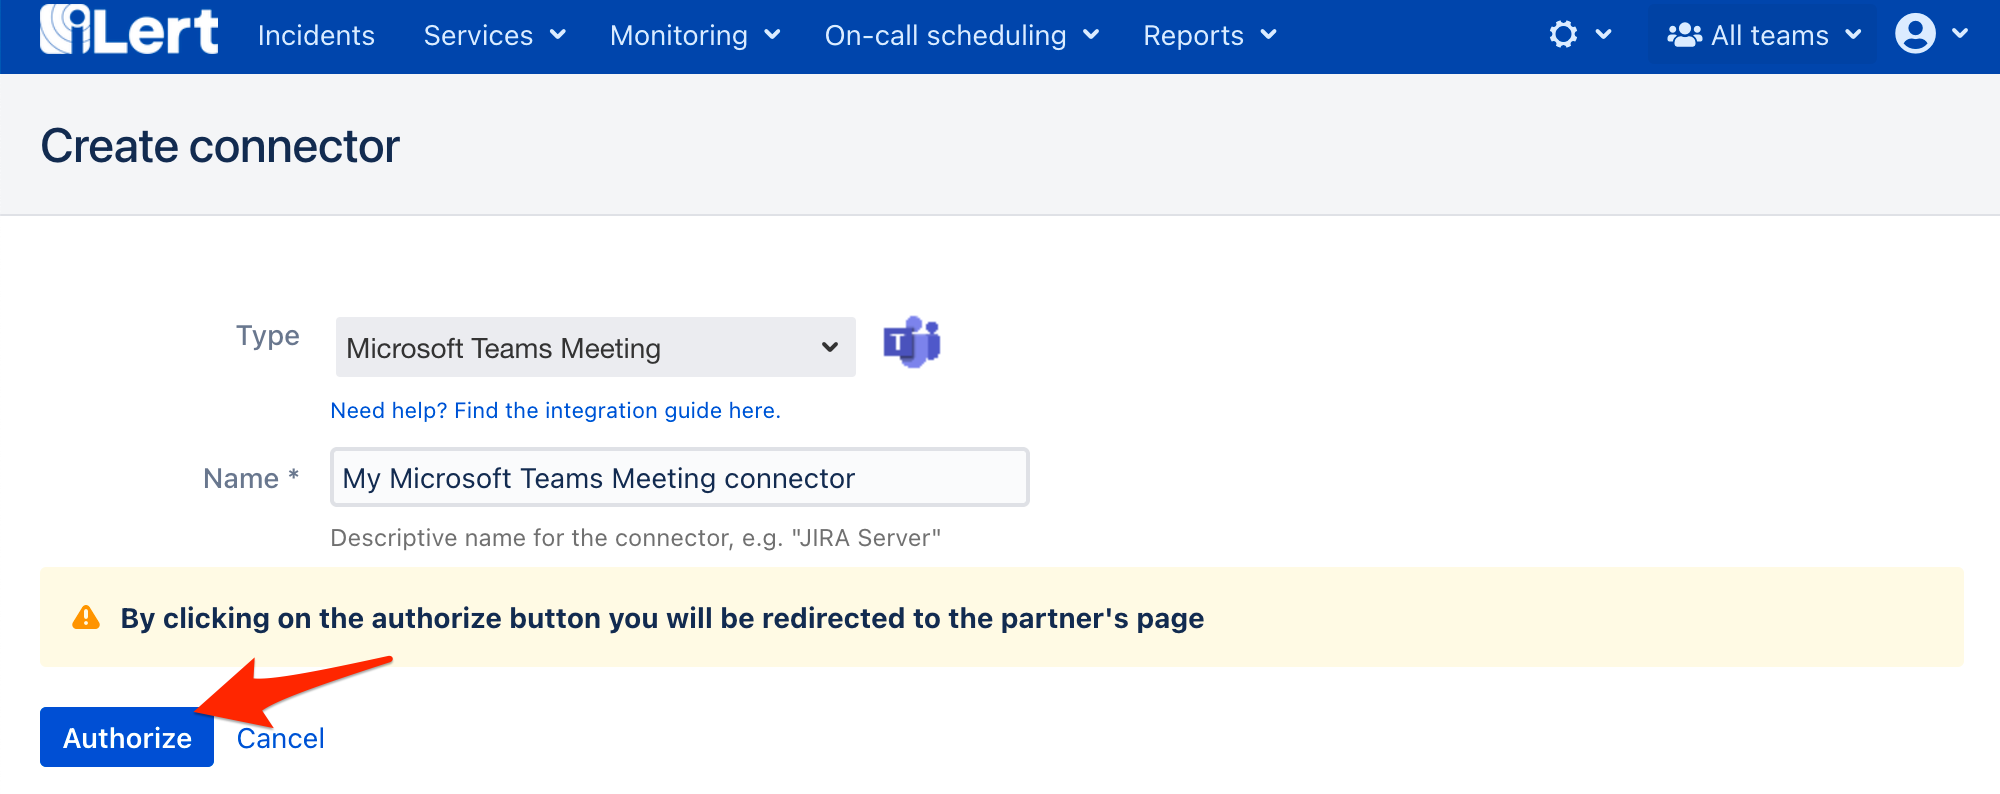 iLert Incidents Services Monitoring On-call scheduling Reports All teams
Create connector
Type Microsoft Teams Meeting T
Need help? Find the integration guide here.
Name * My Microsoft Teams Meeting connector
Descriptive name for the connector, e.g. "JIRA Server"
By clicking on the authorize button you will be redirected to the partner's page
Authorize Cancel